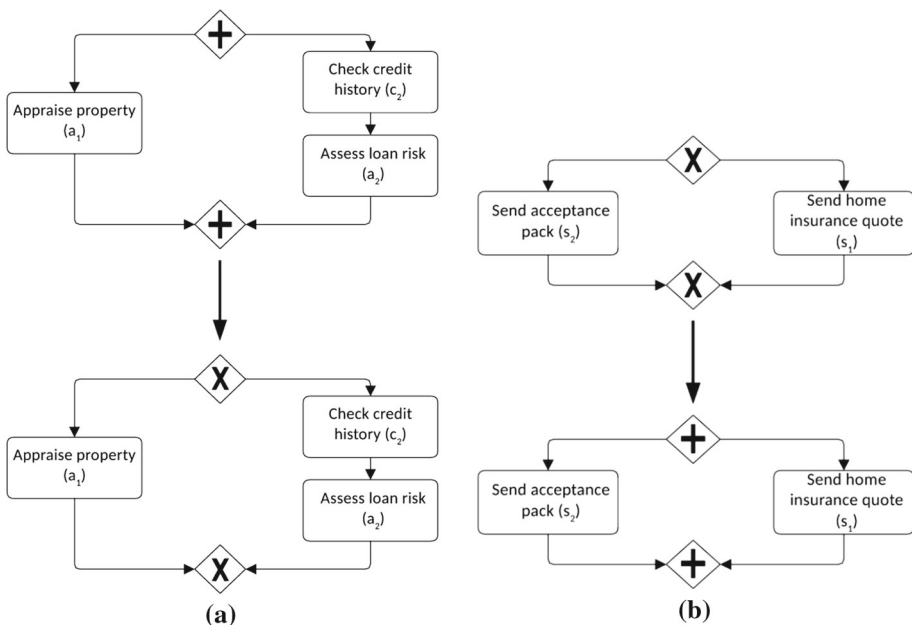 +
Check credit
history (c₂)
Appraise property
(a₁)
Assess loan risk
(a₂)
+
X
Check credit
history (c₂)
Appraise property
(a₁)
Assess loan risk
(a₂)
X
(a)
X
Send acceptance
pack (s₂)
Send home
insurance quote
(s₁)
X
+
Send acceptance
pack (s₂)
Send home
insurance quote
(s₁)
+
(b)